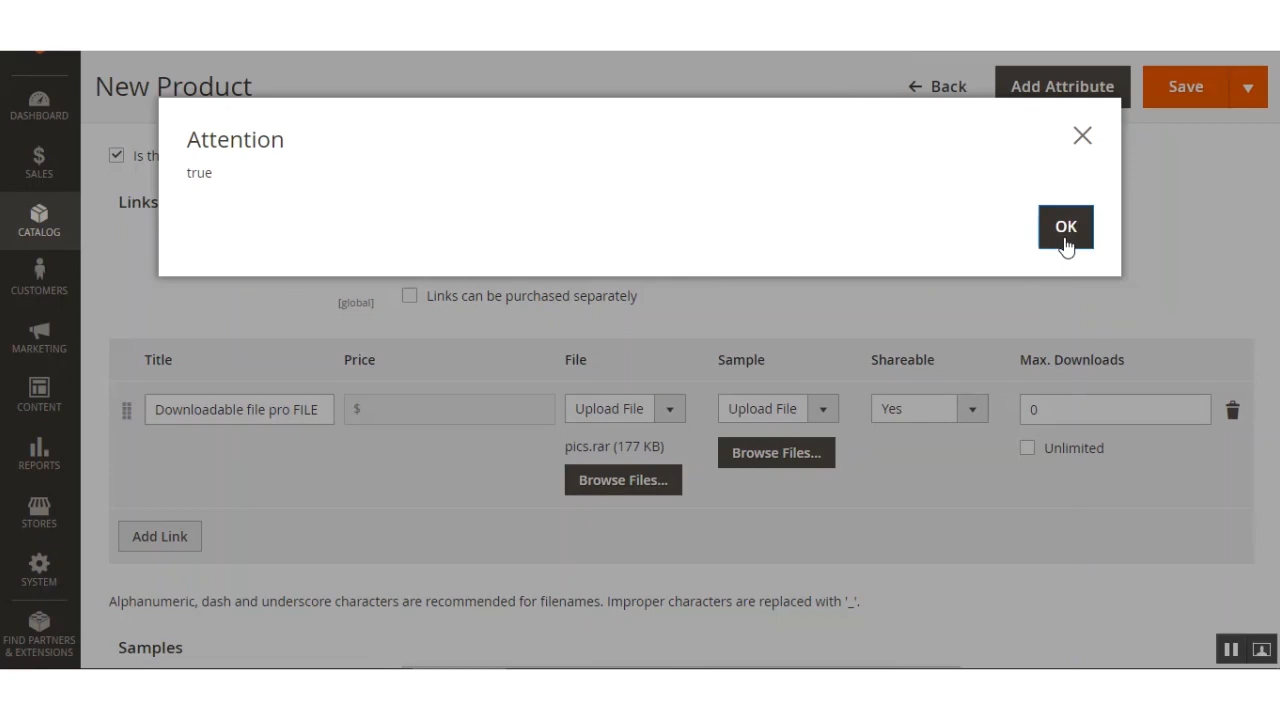 New Product
Back
Add Attribute
Save
Attention
true
OK
DASHBOARD
SALES
CATALOG
CUSTOMERS
MARKETING
CONTENT
REPORTS
STORES
SYSTEM
FIND PARTNERS
& EXTENSIONS
Is th
Links
[global]
Links can be purchased separately
Title Price File Sample Shareable Max. Downloads
Downloadable file pro FILE $ Upload File Upload File Yes 0
pics.rar (177 KB) Browse Files... Unlimited
Browse Files...
Add Link
Alphanumeric, dash and underscore characters are recommended for filenames. Improper characters are replaced with '_'.
Samples